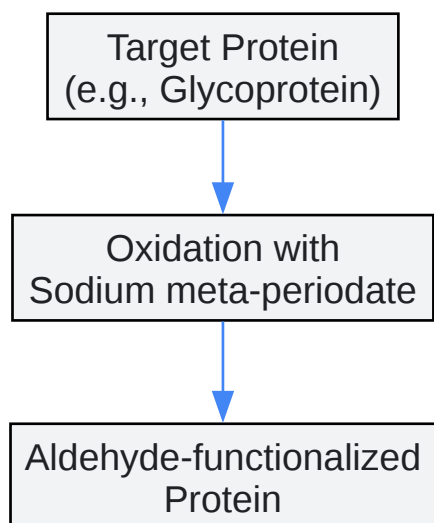 Target Protein
(e.g., Glycoprotein)
Oxidation with
Sodium meta-periodate
Aldehyde-functionalized
Protein